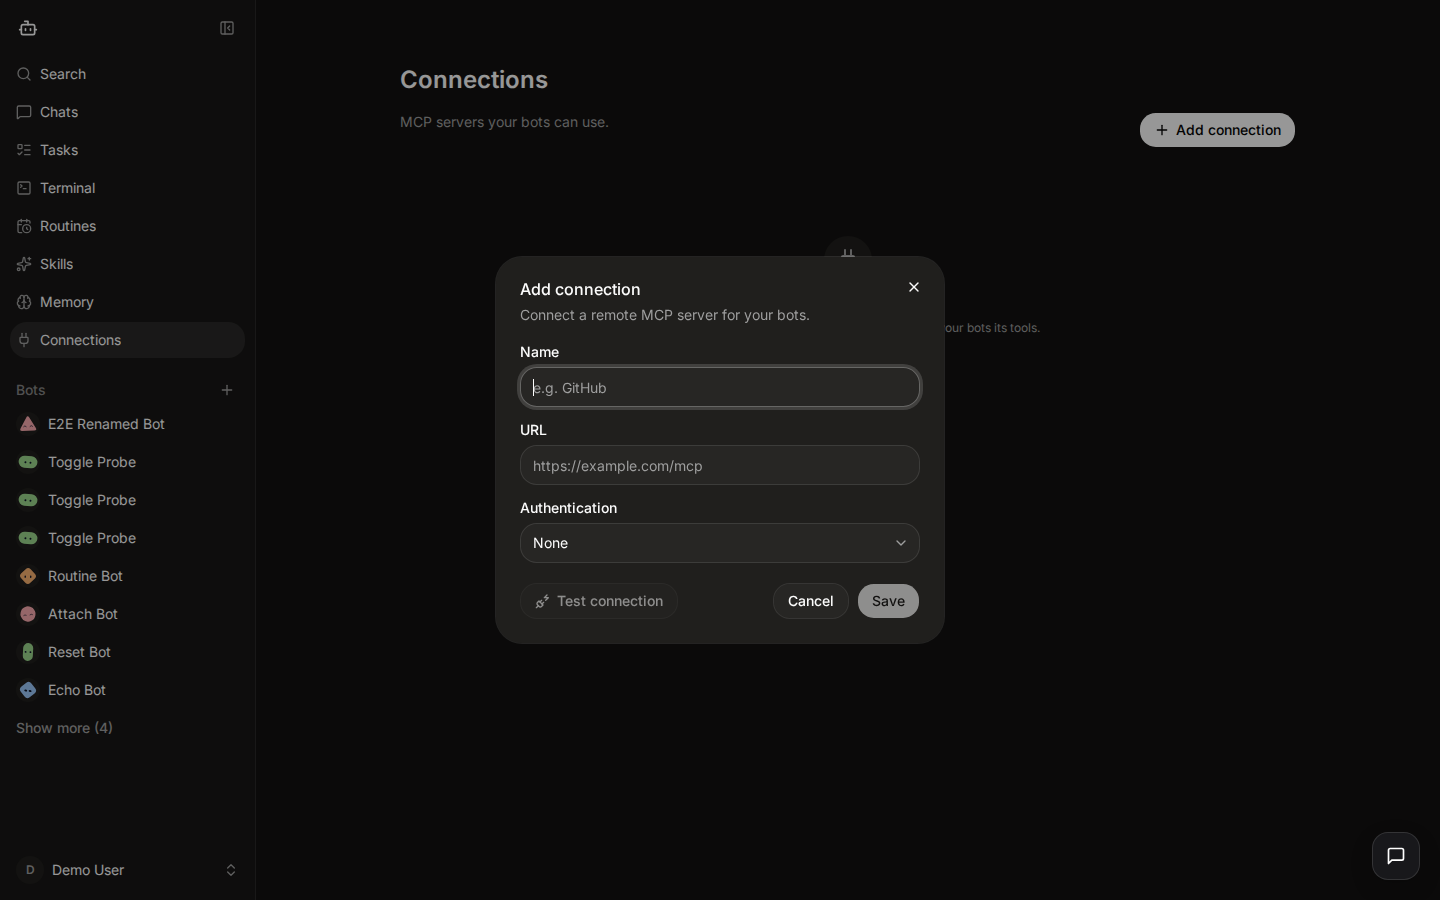 Search
Chats
Tasks
Terminal
Routines
Skills
Memory
Connections
Bots
E2E Renamed Bot
Toggle Probe
Toggle Probe
Toggle Probe
Routine Bot
Attach Bot
Reset Bot
Echo Bot
Show more (4)
D Demo User
Connections
MCP servers your bots can use.
Add connection
our bots its tools.
Add connection
Connect a remote MCP server for your bots.
Name
e.g. GitHub
URL
https://example.com/mcp
Authentication
None
Test connection
Cancel
Save